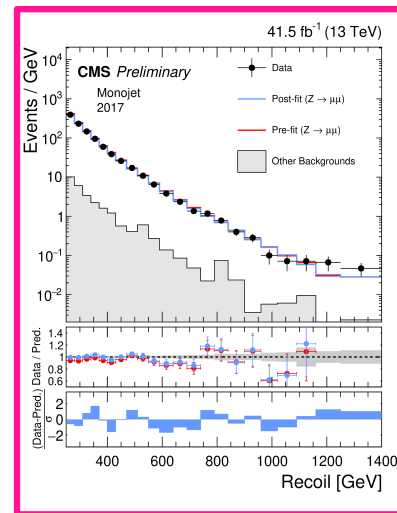 41.5 fb⁻¹ (13 TeV)
CMS Preliminary
Monojet
2017
Data
Post-fit (Z → μμ)
Pre-fit (Z → μμ)
Other Backgrounds
Events / GeV
10⁴
10³
10²
10
1
10⁻¹
10⁻²
Data / Pred.
1.4
1.2
1
0.8
0.6
(Data-Pred.)
σ
2
0
−2
400 600 800 1000 1200 1400
Recoil [GeV]